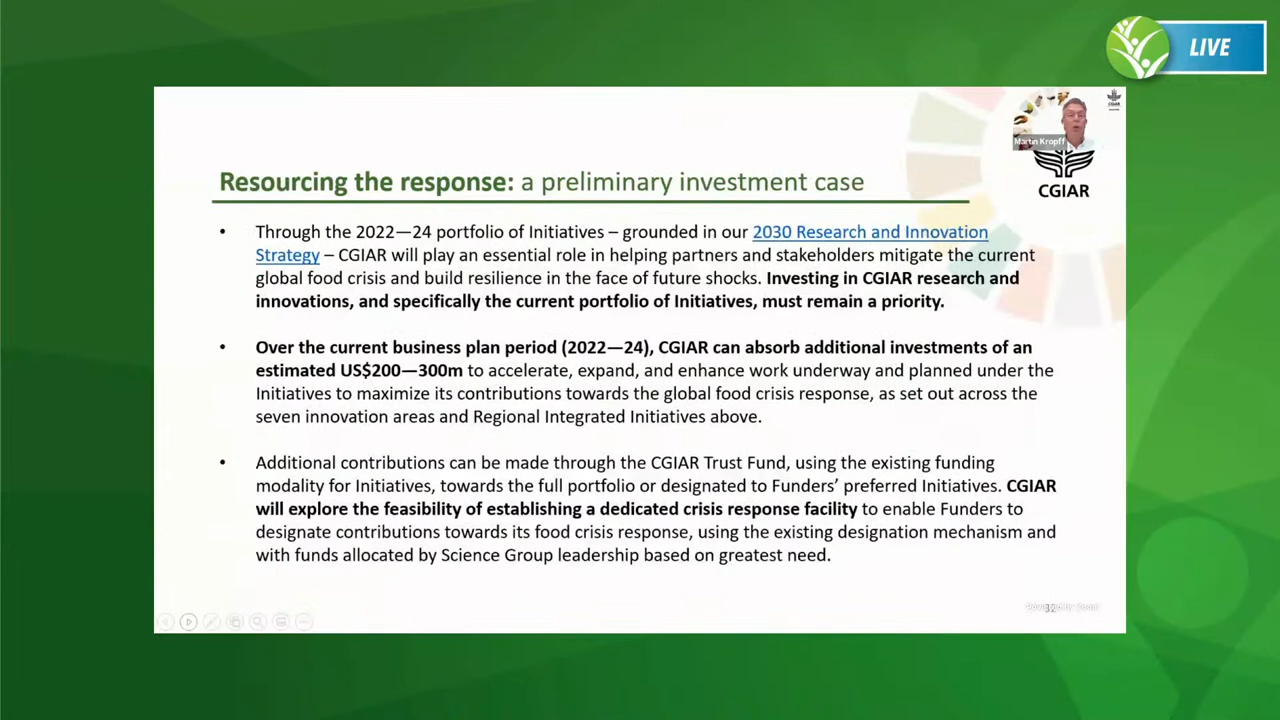 LIVE
Martin Kropff
CGIAR
CGIAR
Resourcing the response: a preliminary investment case
• Through the 2022—24 portfolio of Initiatives – grounded in our 2030 Research and Innovation
Strategy – CGIAR will play an essential role in helping partners and stakeholders mitigate the current
global food crisis and build resilience in the face of future shocks. Investing in CGIAR research and
innovations, and specifically the current portfolio of Initiatives, must remain a priority.
• Over the current business plan period (2022—24), CGIAR can absorb additional investments of an
estimated US$200—300m to accelerate, expand, and enhance work underway and planned under the
Initiatives to maximize its contributions towards the global food crisis response, as set out across the
seven innovation areas and Regional Integrated Initiatives above.
• Additional contributions can be made through the CGIAR Trust Fund, using the existing funding
modality for Initiatives, towards the full portfolio or designated to Funders’ preferred Initiatives. CGIAR
will explore the feasibility of establishing a dedicated crisis response facility to enable Funders to
designate contributions towards its food crisis response, using the existing designation mechanism and
with funds allocated by Science Group leadership based on greatest need.
32